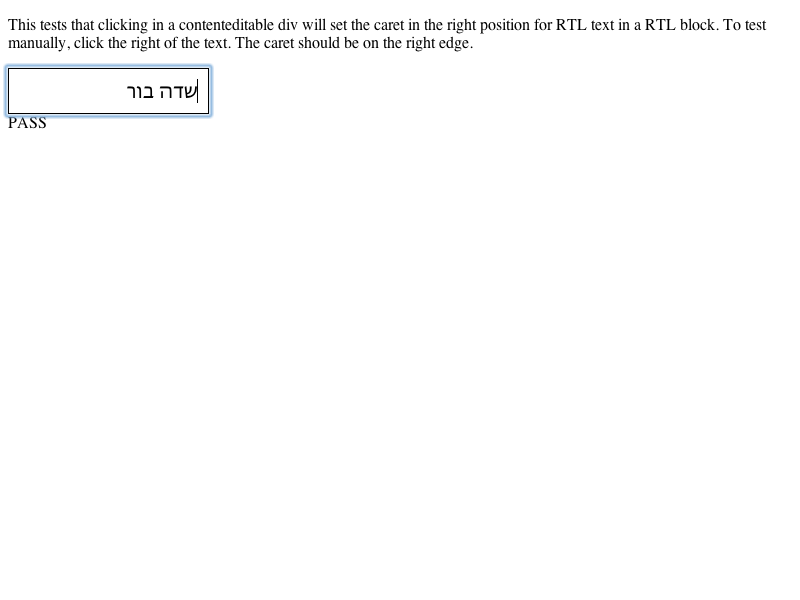 This tests that clicking in a contenteditable div will set the caret in the right position for RTL text in a RTL block. To test
manually, click the right of the text. The caret should be on the right edge.
שדה בור
PASS